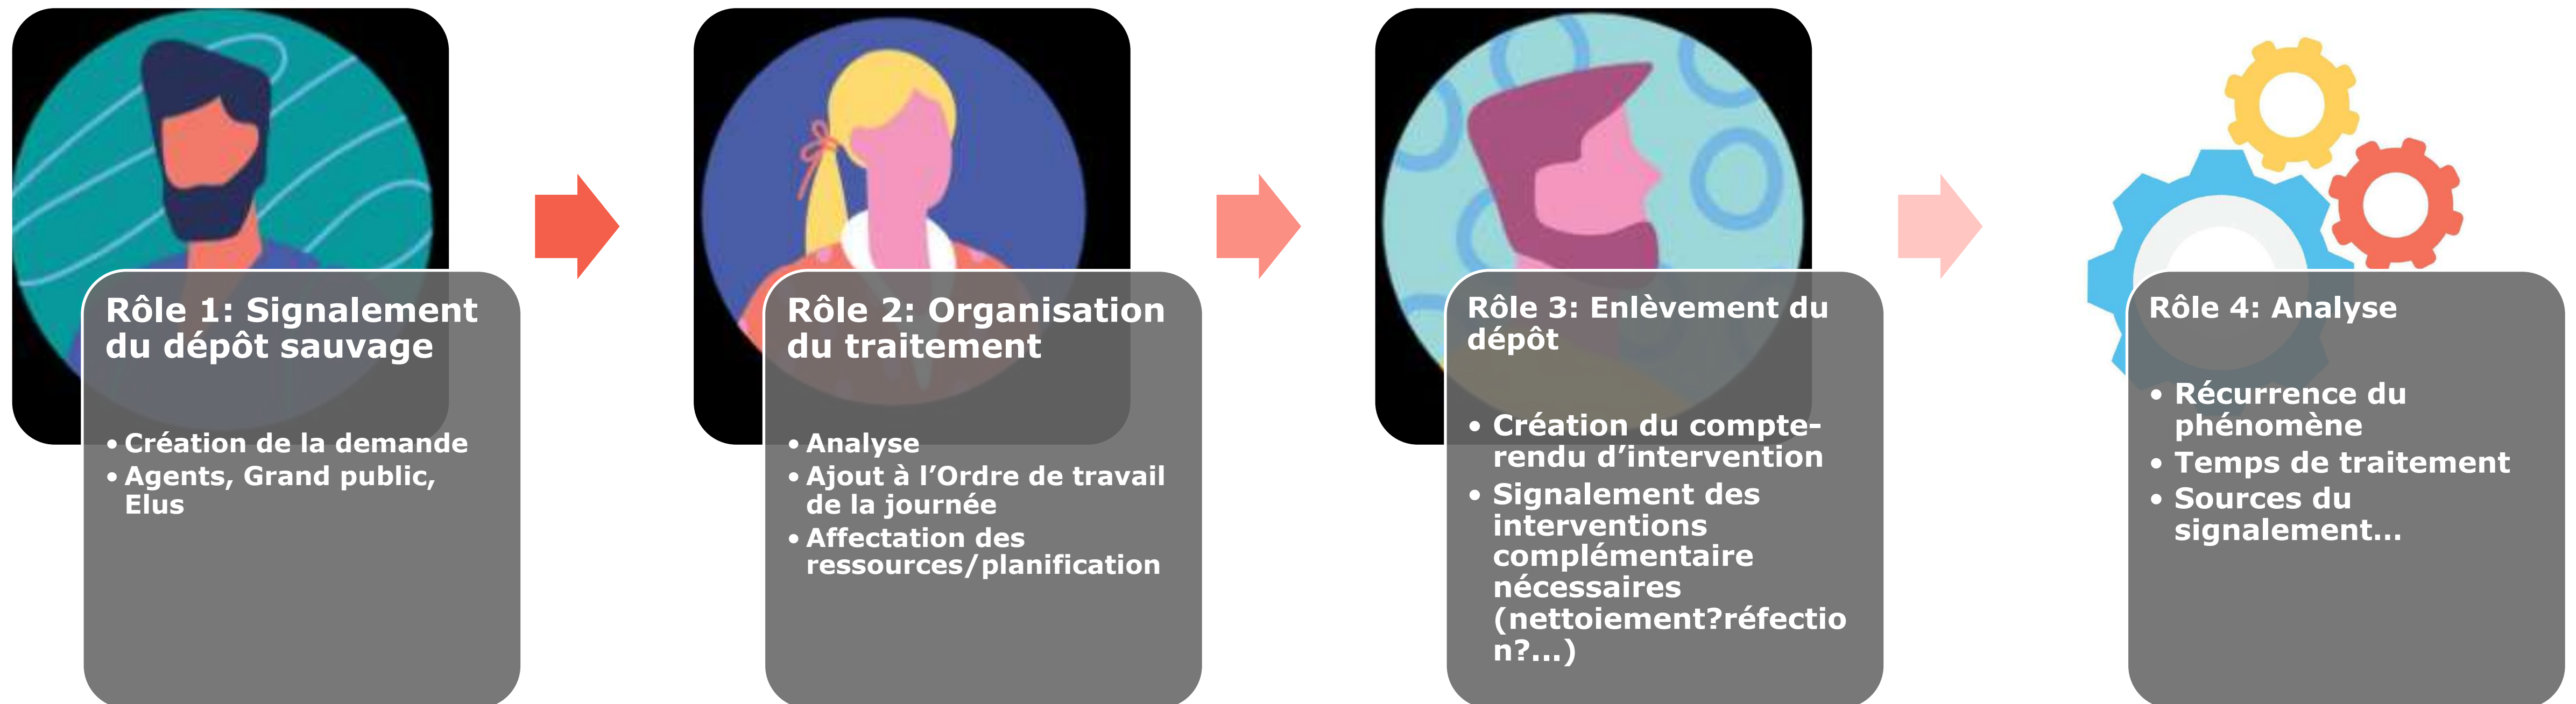 Rôle 1: Signalement
du dépôt sauvage
• Création de la demande
• Agents, Grand public,
Elus
Rôle 2: Organisation
du traitement
• Analyse
• Ajout à l’Ordre de travail
de la journée
• Affectation des
ressources/planification
Rôle 3: Enlèvement du
dépôt
• Création du compte-
rendu d’intervention
• Signalement des
interventions
complémentaire
nécessaires
(nettoiement?réfectio
n?...)
Rôle 4: Analyse
• Récurrence du
phénomène
• Temps de traitement
• Sources du
signalement…